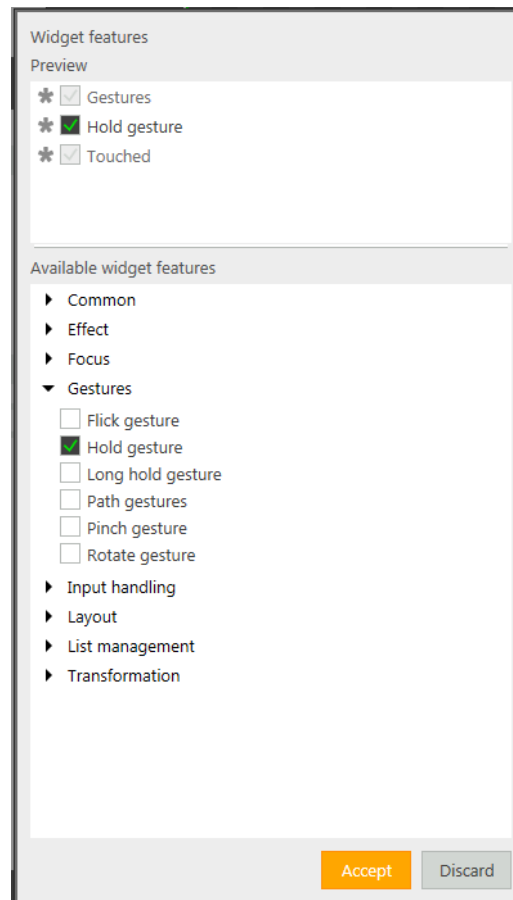 Widget features
Preview
Gestures
Hold gesture
Touched
Available widget features
Common
Effect
Focus
Gestures
Flick gesture
Hold gesture
Long hold gesture
Path gestures
Pinch gesture
Rotate gesture
Input handling
Layout
List management
Transformation
Accept Discard